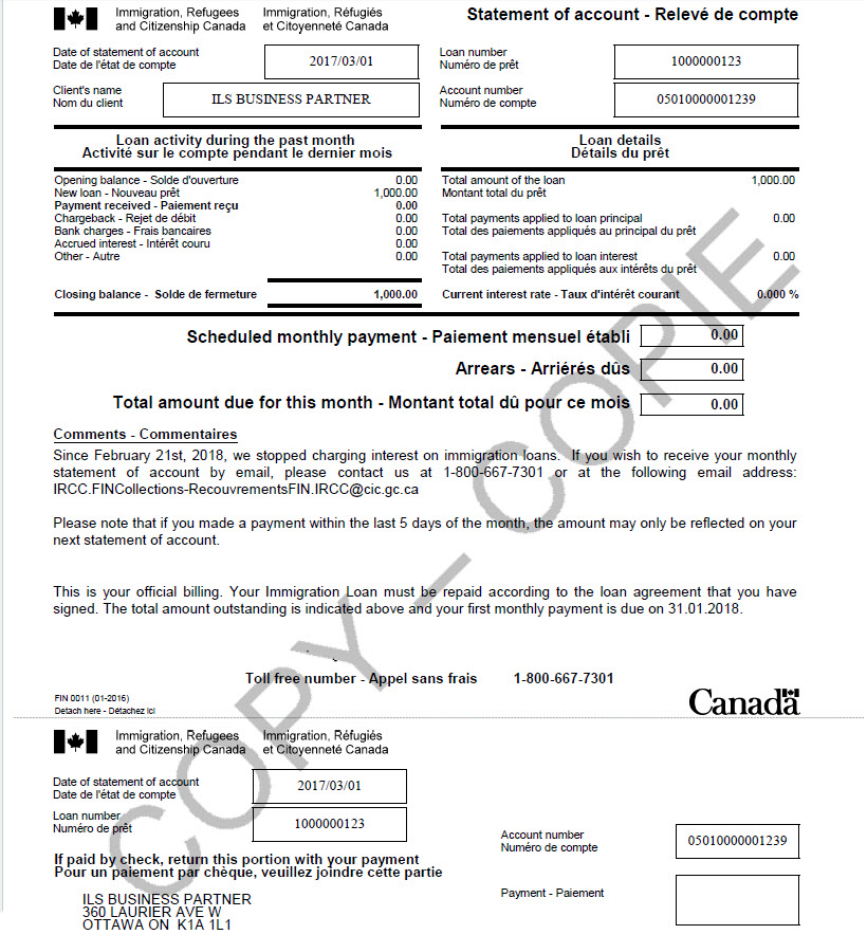 Immigration, Refugees and Citizenship Canada
Immigration, Réfugiés et Citoyenneté Canada
Statement of account - Relevé de compte
Date of statement of account
Date de l'état de compte
2017/03/01
Loan number
Numéro de prêt
1000000123
Client's name
Nom du client
ILS BUSINESS PARTNER
Account number
Numéro de compte
05010000001239
Loan activity during the past month
Activité sur le compte pendant le dernier mois
Opening balance - Solde d'ouverture 0.00
New loan - Nouveau prêt 1,000.00
Payment received - Paiement reçu 0.00
Chargeback - Rejet de débit 0.00
Bank charges - Frais bancaires 0.00
Accrued interest - Intérêt couru 0.00
Other - Autre 0.00
Closing balance - Solde de fermeture 1,000.00
Loan details
Détails du prêt
Total amount of the loan 1,000.00
Montant total du prêt
Total payments applied to loan principal 0.00
Total des paiements appliqués au principal du prêt
Total payments applied to loan interest 0.00
Total des paiements appliqués aux intérêts du prêt
Current interest rate - Taux d'intérêt courant 0.000 %
Scheduled monthly payment - Paiement mensuel établi 0.00
Arrears - Arriérés dûs 0.00
Total amount due for this month - Montant total dû pour ce mois 0.00
Comments - Commentaires
Since February 21st, 2018, we stopped charging interest on immigration loans. If you wish to receive your monthly
statement of account by email, please contact us at 1-800-667-7301 or at the following email address:
IRCC.FINCollections-RecouvrementsFIN.IRCC@cic.gc.ca
Please note that if you made a payment within the last 5 days of the month, the amount may only be reflected on your
next statement of account.
This is your official billing. Your Immigration Loan must be repaid according to the loan agreement that you have
signed. The total amount outstanding is indicated above and your first monthly payment is due on 31.01.2018.
Toll free number - Appel sans frais 1-800-667-7301
FIN 0011 (01-2016)
Detach here - Détachez ici
Canada
Immigration, Refugees and Citizenship Canada
Immigration, Réfugiés et Citoyenneté Canada
Date of statement of account
Date de l'état de compte
2017/03/01
Loan number
Numéro de prêt
1000000123
Account number
Numéro de compte
05010000001239
If paid by check, return this portion with your payment
Pour un paiement par chèque, veuillez joindre cette partie
Payment - Paiement
ILS BUSINESS PARTNER
360 LAURIER AVE W
OTTAWA ON K1A 1L1
COPY – COPIE